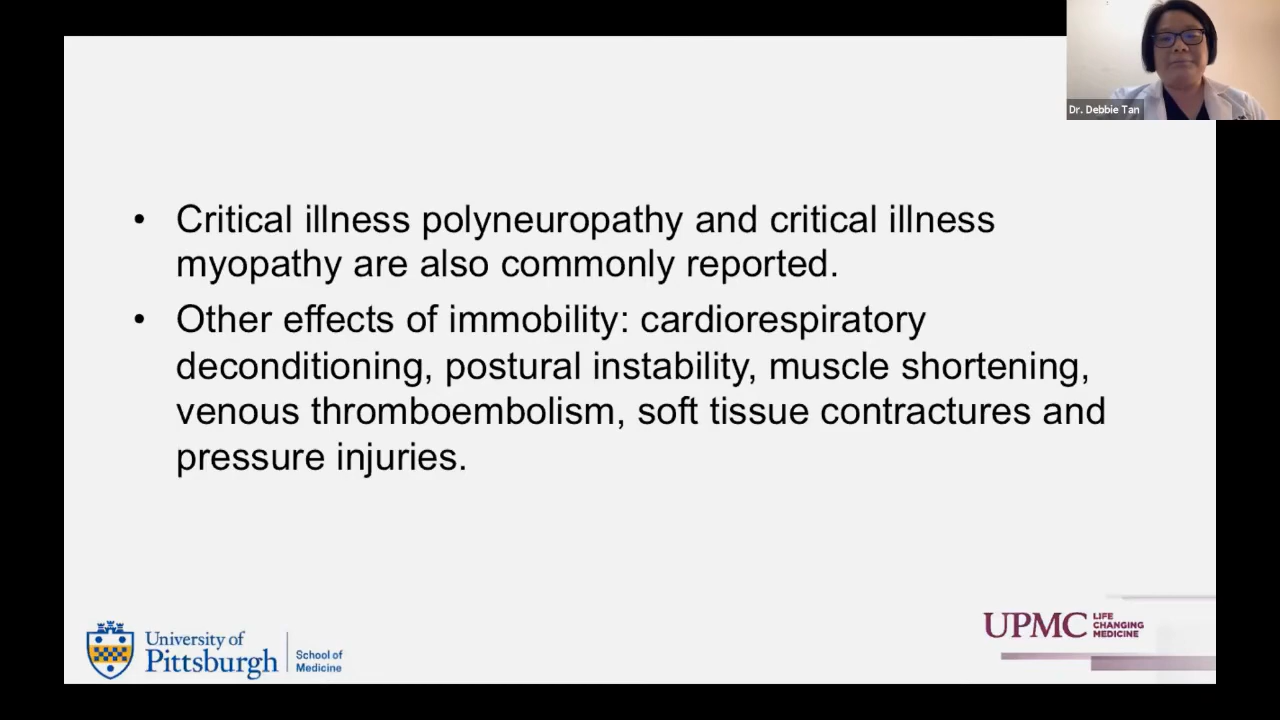 Dr. Debbie Tan
• Critical illness polyneuropathy and critical illness
myopathy are also commonly reported.
• Other effects of immobility: cardiorespiratory
deconditioning, postural instability, muscle shortening,
venous thromboembolism, soft tissue contractures and
pressure injuries.
University of
Pittsburgh
School of
Medicine
UPMC
LIFE
CHANGING
MEDICINE